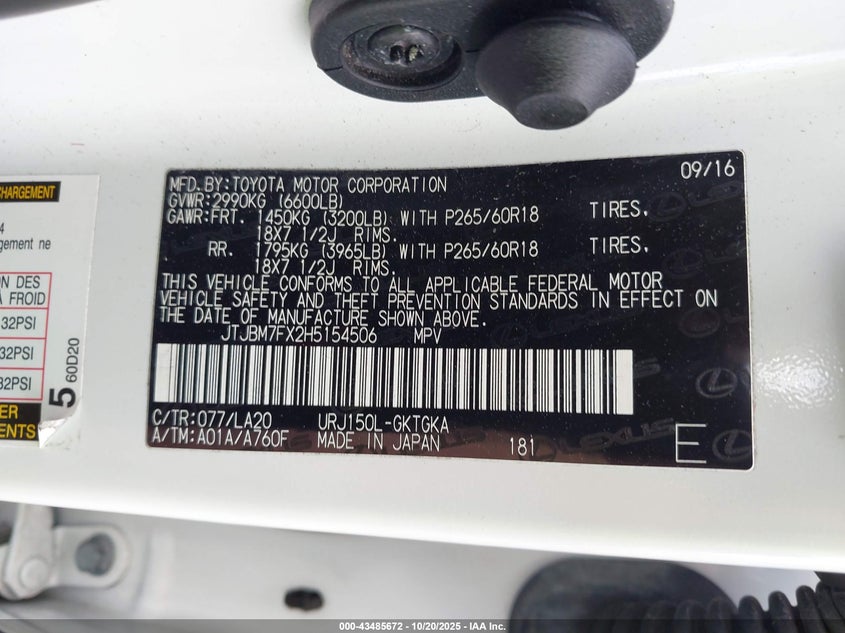 CHARGEMENT
4
gement ne
ON DES
A FROID
32PSI
32PSI
32PSI
ER
ENTS
5 60D20
09/16
MFD.BY:TOYOTA MOTOR CORPORATION
GVWR:2990KG (6600LB)
GAWR:FRT. 1450KG (3200LB) WITH P265/60R18 TIRES.
18X7 1/2J RIMS.
RR. 1795KG (3965LB) WITH P265/60R18 TIRES.
18X7 1/2J RIMS.
THIS VEHICLE CONFORMS TO ALL APPLICABLE FEDERAL MOTOR
VEHICLE SAFETY AND THEFT PREVENTION STANDARDS IN EFFECT ON
THE DATE OF MANUFACTURE SHOWN ABOVE.
JTJBM7FX2H5154506 MPV
C/TR:077/LA20 URJ150L-GKTGKA
A/TM:A01A/A760F MADE IN JAPAN 181 E
LEXUS
000-43485672 - 10/20/2025 - IAA Inc.